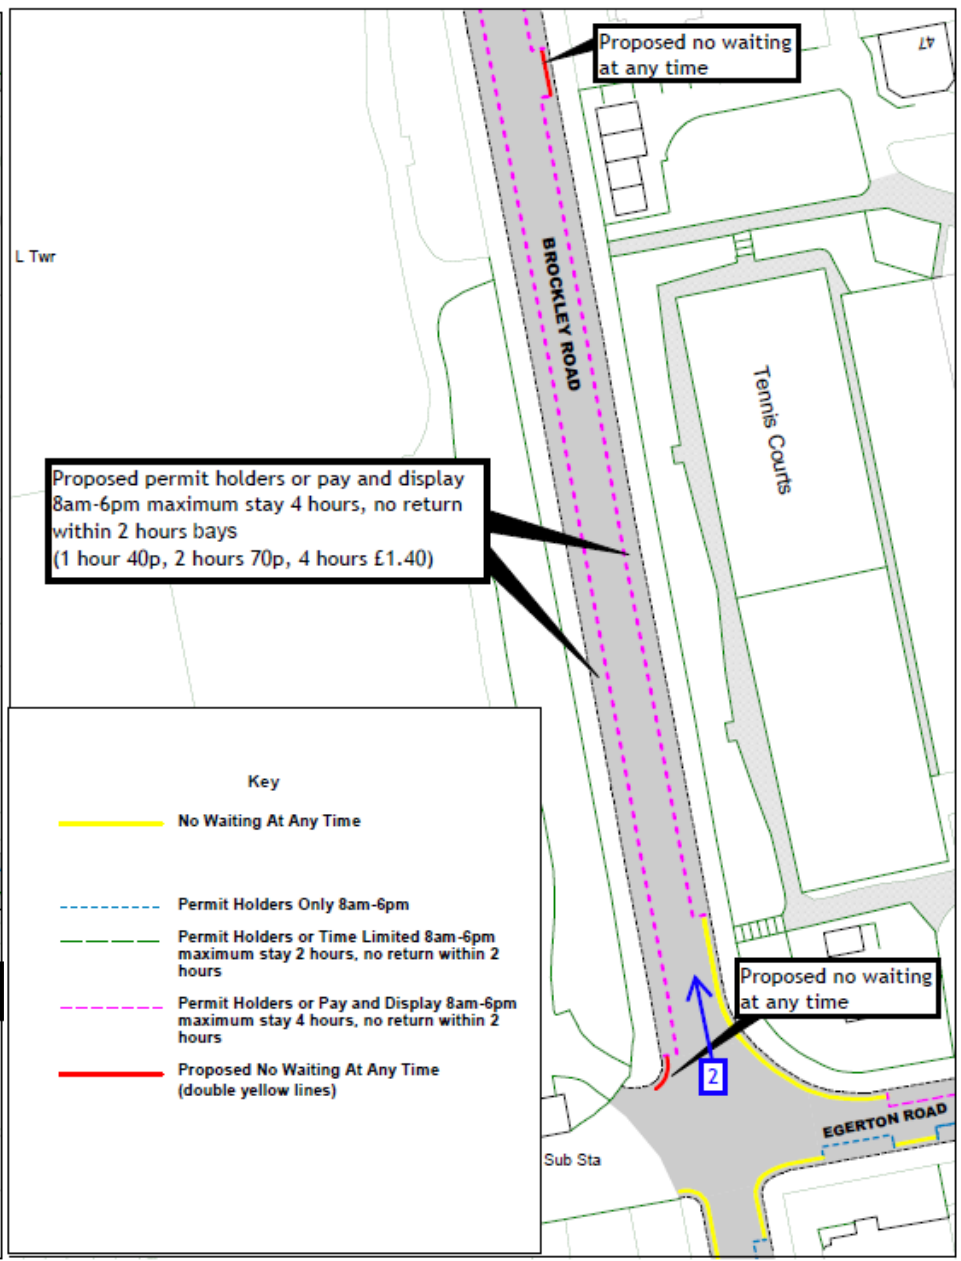 Proposed no waiting
at any time
47
L Twr
BROCKLEY ROAD
Tennis Courts
Proposed permit holders or pay and display
8am-6pm maximum stay 4 hours, no return
within 2 hours bays
(1 hour 40p, 2 hours 70p, 4 hours £1.40)
Key
No Waiting At Any Time
Permit Holders Only 8am-6pm
Permit Holders or Time Limited 8am-6pm
maximum stay 2 hours, no return within 2
hours
Permit Holders or Pay and Display 8am-6pm
maximum stay 4 hours, no return within 2
hours
Proposed No Waiting At Any Time
(double yellow lines)
Proposed no waiting
at any time
2
EGERTON ROAD
Sub Sta